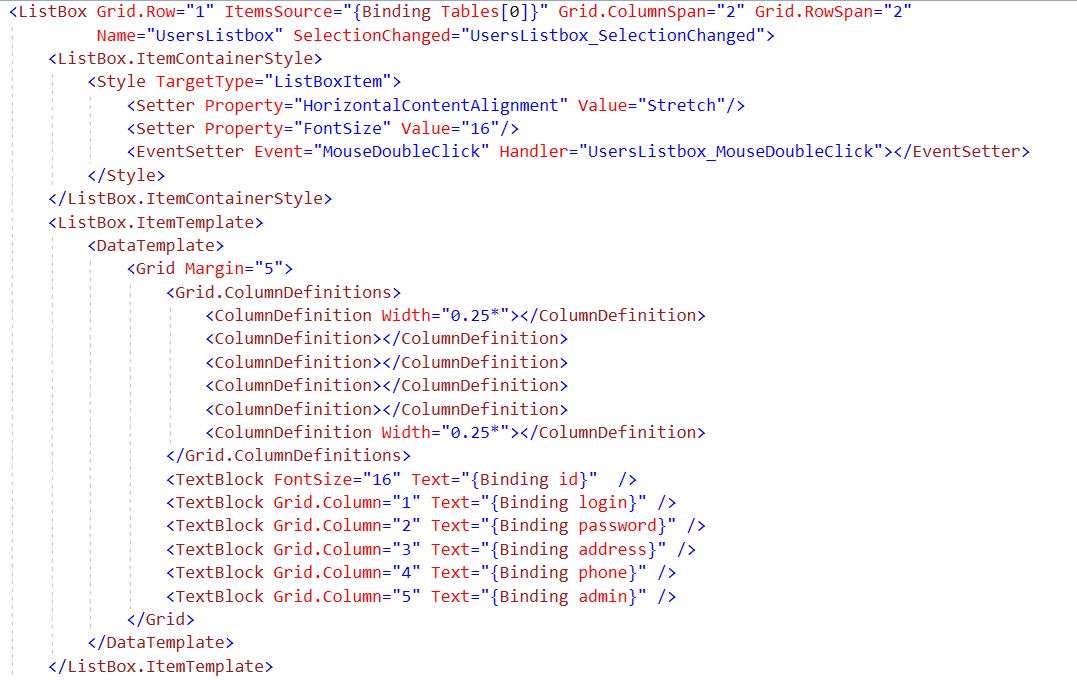 <ListBox Grid.Row="1" ItemsSource="{Binding Tables[0]}" Grid.ColumnSpan="2" Grid.RowSpan="2"
Name="UsersListbox" SelectionChanged="UsersListbox_SelectionChanged">
<ListBox.ItemContainerStyle>
<Style TargetType="ListBoxItem">
<Setter Property="HorizontalContentAlignment" Value="Stretch"/>
<Setter Property="FontSize" Value="16"/>
<EventSetter Event="MouseDoubleClick" Handler="UsersListbox_MouseDoubleClick"></EventSetter>
</Style>
</ListBox.ItemContainerStyle>
<ListBox.ItemTemplate>
<DataTemplate>
<Grid Margin="5">
<Grid.ColumnDefinitions>
<ColumnDefinition Width="0.25*"></ColumnDefinition>
<ColumnDefinition></ColumnDefinition>
<ColumnDefinition></ColumnDefinition>
<ColumnDefinition></ColumnDefinition>
<ColumnDefinition></ColumnDefinition>
<ColumnDefinition Width="0.25*"></ColumnDefinition>
</Grid.ColumnDefinitions>
<TextBlock FontSize="16" Text="{Binding id}"  />
<TextBlock Grid.Column="1" Text="{Binding login}" />
<TextBlock Grid.Column="2" Text="{Binding password}" />
<TextBlock Grid.Column="3" Text="{Binding address}" />
<TextBlock Grid.Column="4" Text="{Binding phone}" />
<TextBlock Grid.Column="5" Text="{Binding admin}" />
</Grid>
</DataTemplate>
</ListBox.ItemTemplate>